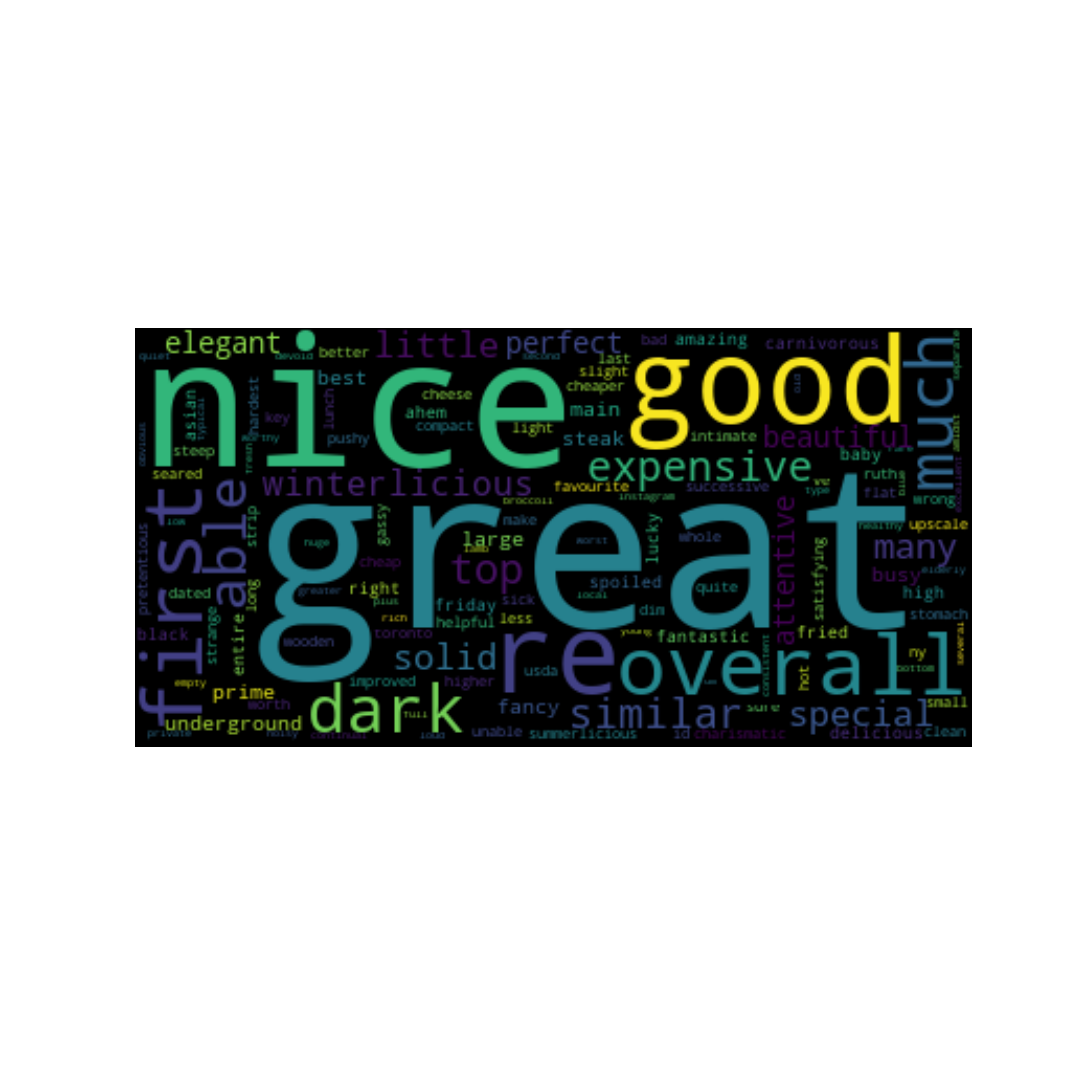 elegant
little
perfect
bad
amazing
carnivorous
quiet
devoid
better
second
last
slight
cheaper
nice
good
much
separate
best
cheese
ahem
compact
light
main
steak
intimate
beautiful
asian
typical
hardest
key
lunch
pushy
steep
obvious
seared
expensive
baby
ruth
flat
wrong
winterlicious
favourite
successive
type
broccoli
instagram
first
able
strip
gassy
great
make
large
lamb
lucky
whole
worst
healthy
upscale
many
low
huge
cheap
top
attentive
satisfying
busy
elderly
pretentious
dated
long
greater
right
plus
rich
friday
helpful
sick
less
spoiled
local
dim
quite
high
stomach
black
strange
entire
wooden
toronto
young
fantastic
fried
several
solid
re
overall
usda
consistent
hot
ny
bottom
empty
prime
worth
improved
higher
dark
full
fancy
similar
sure
special
small
underground
private
noisy
continual
loud
unable
summerlicious
id
charismatic
delicious
clean